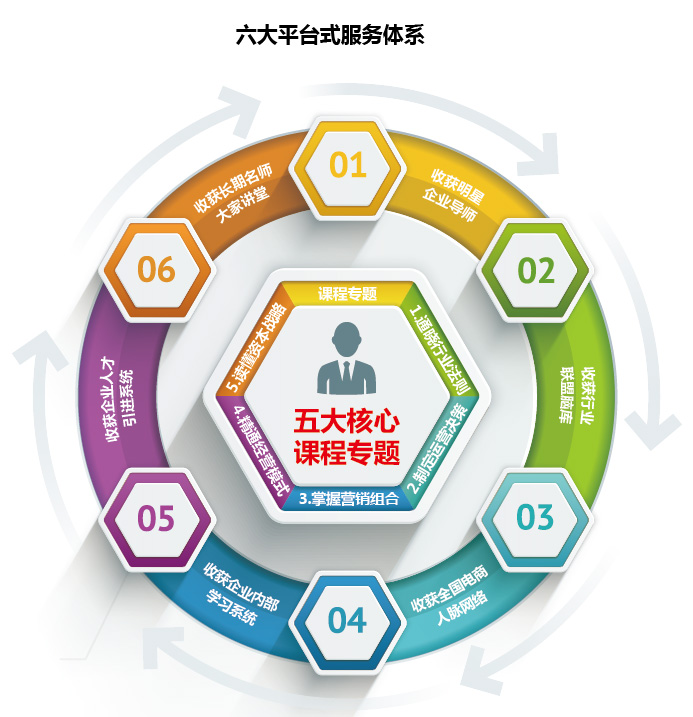 六大平台式服务体系
01
收获明星
企业导师
02
收获行业
联盟脑库
03
收获全国电商
人脉网络
04
收获企业内部
学习系统
05
收获企业人才
引进系统
06
收获长期名师
大家讲堂
课程专题
1.通晓行业法则
2.制定运营决策
3.掌握营销组合
4.精通经营模式
5.读懂资本战略
五大核心
课程专题